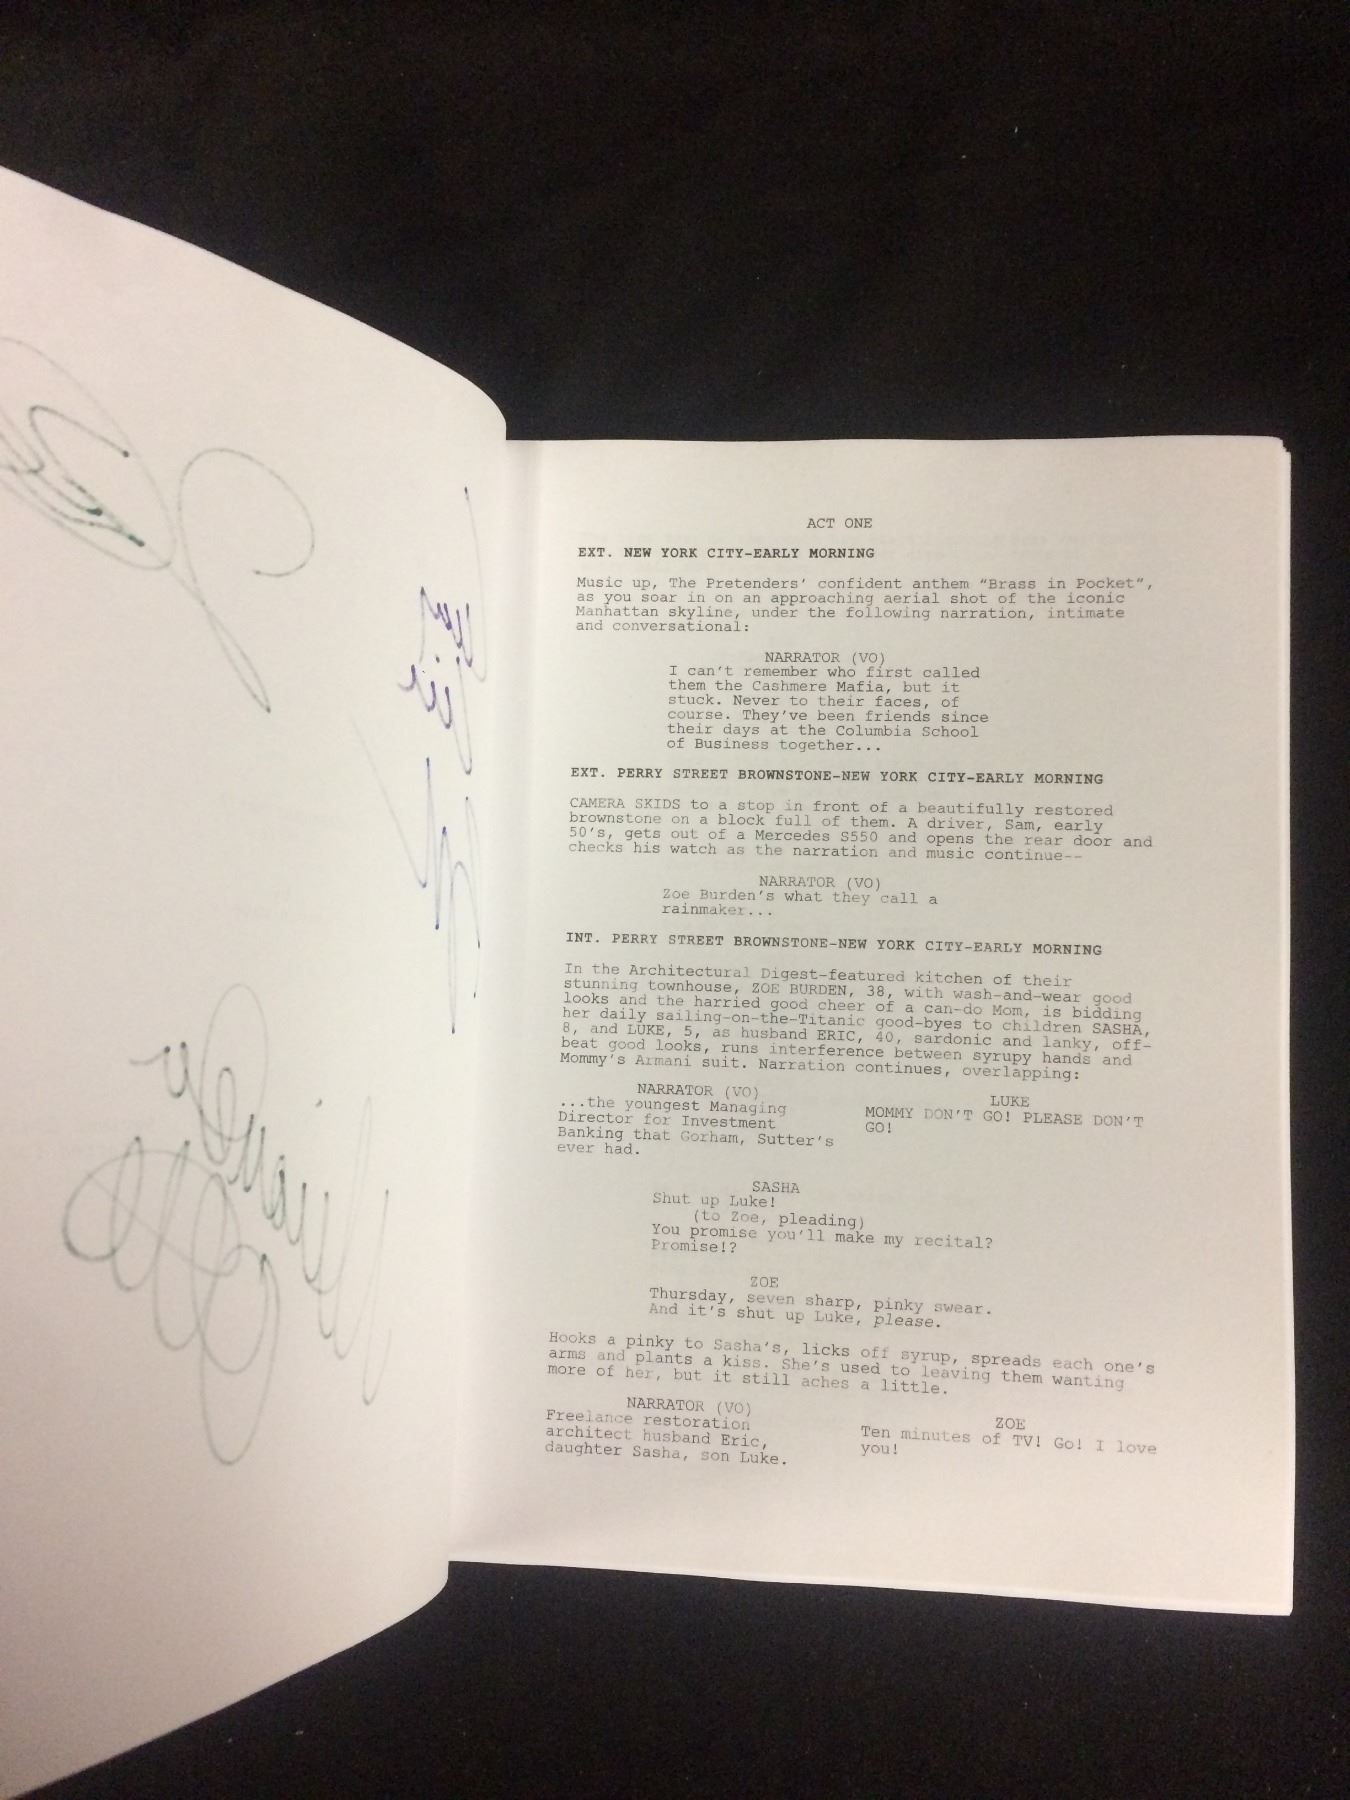 ACT ONE
EXT. NEW YORK CITY-EARLY MORNING
Music up, The Pretenders' confident anthem "Brass in Pocket",
as you soar in on an approaching aerial shot of the iconic
Manhattan skyline, under the following narration, intimate
and conversational:
NARRATOR (VO)
I can't remember who first called
them the Cashmere Mafia, but it
stuck. Never to their faces, of
course. They've been friends since
their days at the Columbia School
of Business together...
EXT. PERRY STREET BROWNSTONE-NEW YORK CITY-EARLY MORNING
CAMERA SKIDS to a stop in front of a beautifully restored
brownstone on a block full of them. A driver, Sam, early
50's, gets out of a Mercedes S550 and opens the rear door and
checks his watch as the narration and music continue--
NARRATOR (VO)
Zoe Burden's what they call a
rainmaker...
INT. PERRY STREET BROWNSTONE-NEW YORK CITY-EARLY MORNING
In the Architectural Digest-featured kitchen of their
stunning townhouse, ZOE BURDEN, 38, with wash-and-wear good
looks and the harried good cheer of a can-do Mom, is bidding
her daily sailing-on-the-Titanic good-byes to children SASHA,
8, and LUKE, 5, as husband ERIC, 40, sardonic and lanky, off-
beat good looks, runs interference between syrupy hands and
Mommy's Armani suit. Narration continues, overlapping:
NARRATOR (VO)
...the youngest Managing
Director for Investment
Banking that Gorham, Sutter's
ever had.
LUKE
MOMMY DON'T GO! PLEASE DON'T
GO!
SASHA
Shut up Luke!
(to Zoe, pleading)
You promise you'll make my recital?
Promise!?
ZOE
Thursday, seven sharp, pinky swear.
And it's shut up Luke, please.
Hooks a pinky to Sasha's, licks off syrup, spreads each one's
arms and plants a kiss. She's used to leaving them wanting
more of her, but it still aches a little.
NARRATOR (VO)
Freelance restoration
architect husband Eric,
daughter Sasha, son Luke.
ZOE
Ten minutes of TV! Go! I love
you!